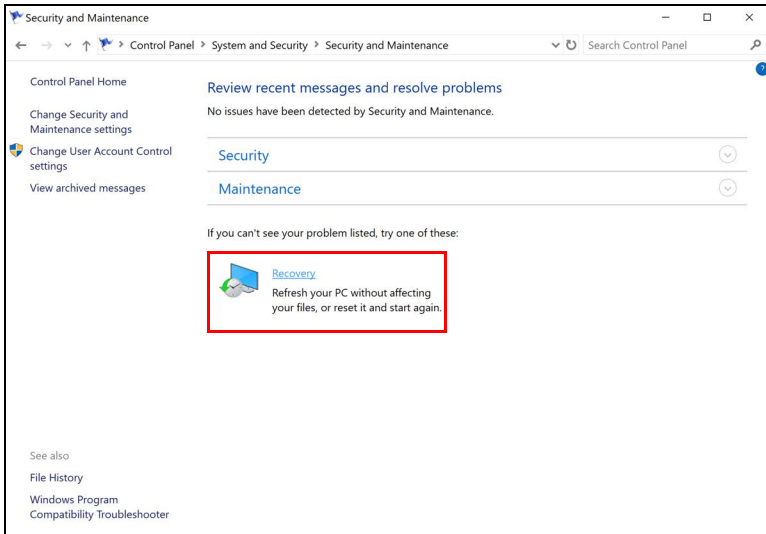 Security and Maintenance
Control Panel > System and Security > Security and Maintenance
Search Control Panel
?
Control Panel Home
Change Security and
Maintenance settings
Change User Account Control
settings
View archived messages
Review recent messages and resolve problems
No issues have been detected by Security and Maintenance.
Security
Maintenance
If you can't see your problem listed, try one of these:
Recovery
Refresh your PC without affecting
your files, or reset it and start again.
See also
File History
Windows Program
Compatibility Troubleshooter